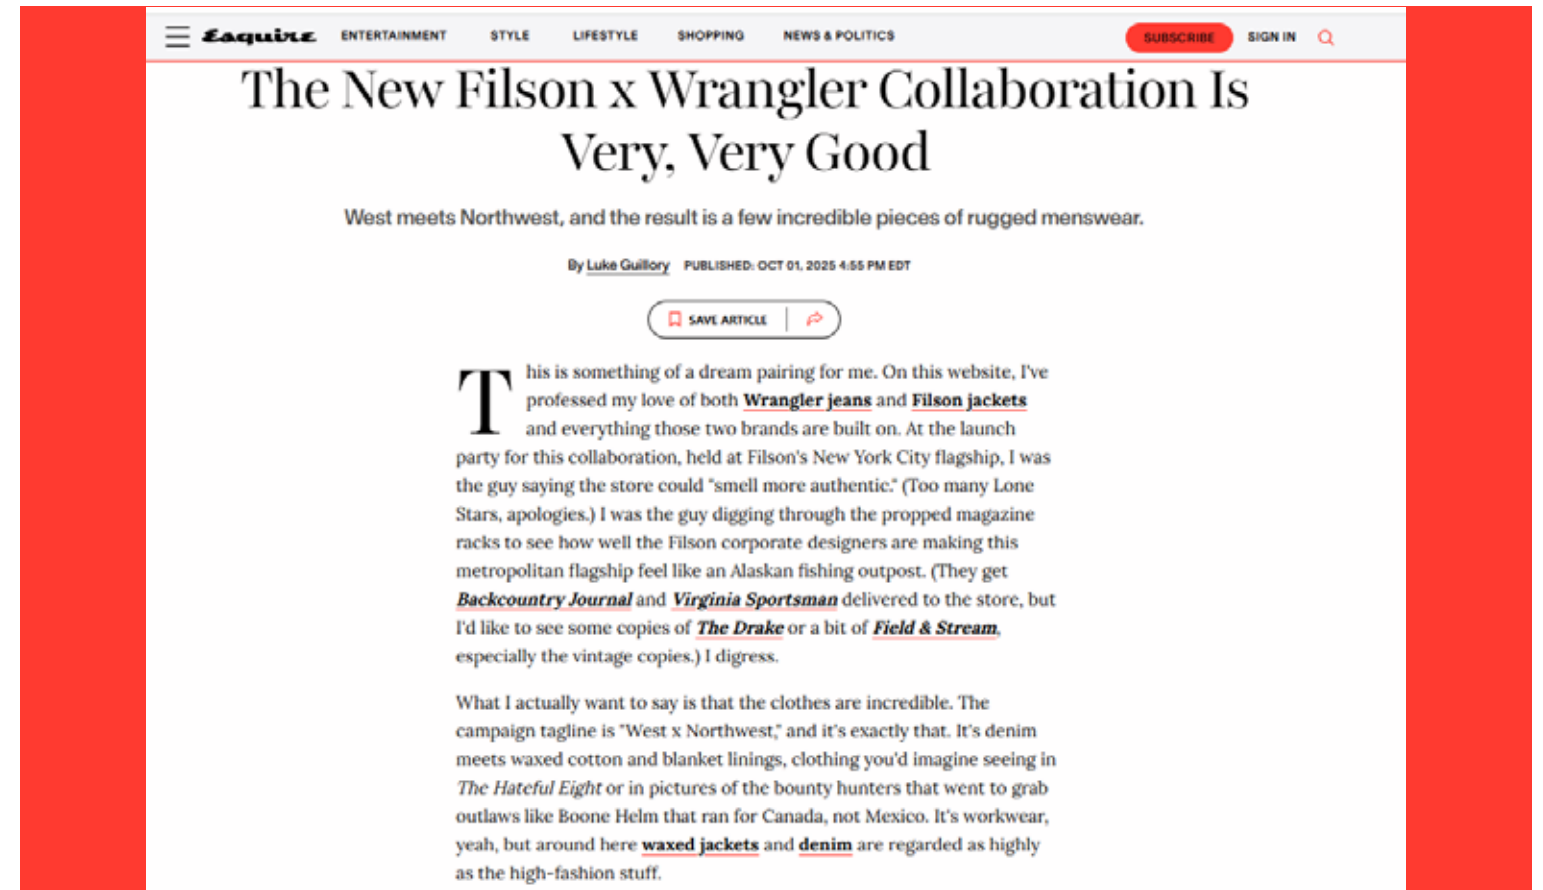 Esquire ENTERTAINMENT STYLE LIFESTYLE SHOPPING NEWS & POLITICS SUBSCRIBE SIGN IN
The New Filson x Wrangler Collaboration Is
Very, Very Good
West meets Northwest, and the result is a few incredible pieces of rugged menswear.
By Luke Guillory PUBLISHED: OCT 01, 2025 4:55 PM EDT
SAVE ARTICLE
This is something of a dream pairing for me. On this website, I've
professed my love of both Wrangler jeans and Filson jackets
and everything those two brands are built on. At the launch
party for this collaboration, held at Filson's New York City flagship, I was
the guy saying the store could "smell more authentic." (Too many Lone
Stars, apologies.) I was the guy digging through the propped magazine
racks to see how well the Filson corporate designers are making this
metropolitan flagship feel like an Alaskan fishing outpost. (They get
Backcountry Journal and Virginia Sportsman delivered to the store, but
I'd like to see some copies of The Drake or a bit of Field & Stream,
especially the vintage copies.) I digress.
What I actually want to say is that the clothes are incredible. The
campaign tagline is "West x Northwest," and it's exactly that. It's denim
meets waxed cotton and blanket linings, clothing you'd imagine seeing in
The Hateful Eight or in pictures of the bounty hunters that went to grab
outlaws like Boone Helm that ran for Canada, not Mexico. It's workwear,
yeah, but around here waxed jackets and denim are regarded as highly
as the high-fashion stuff.